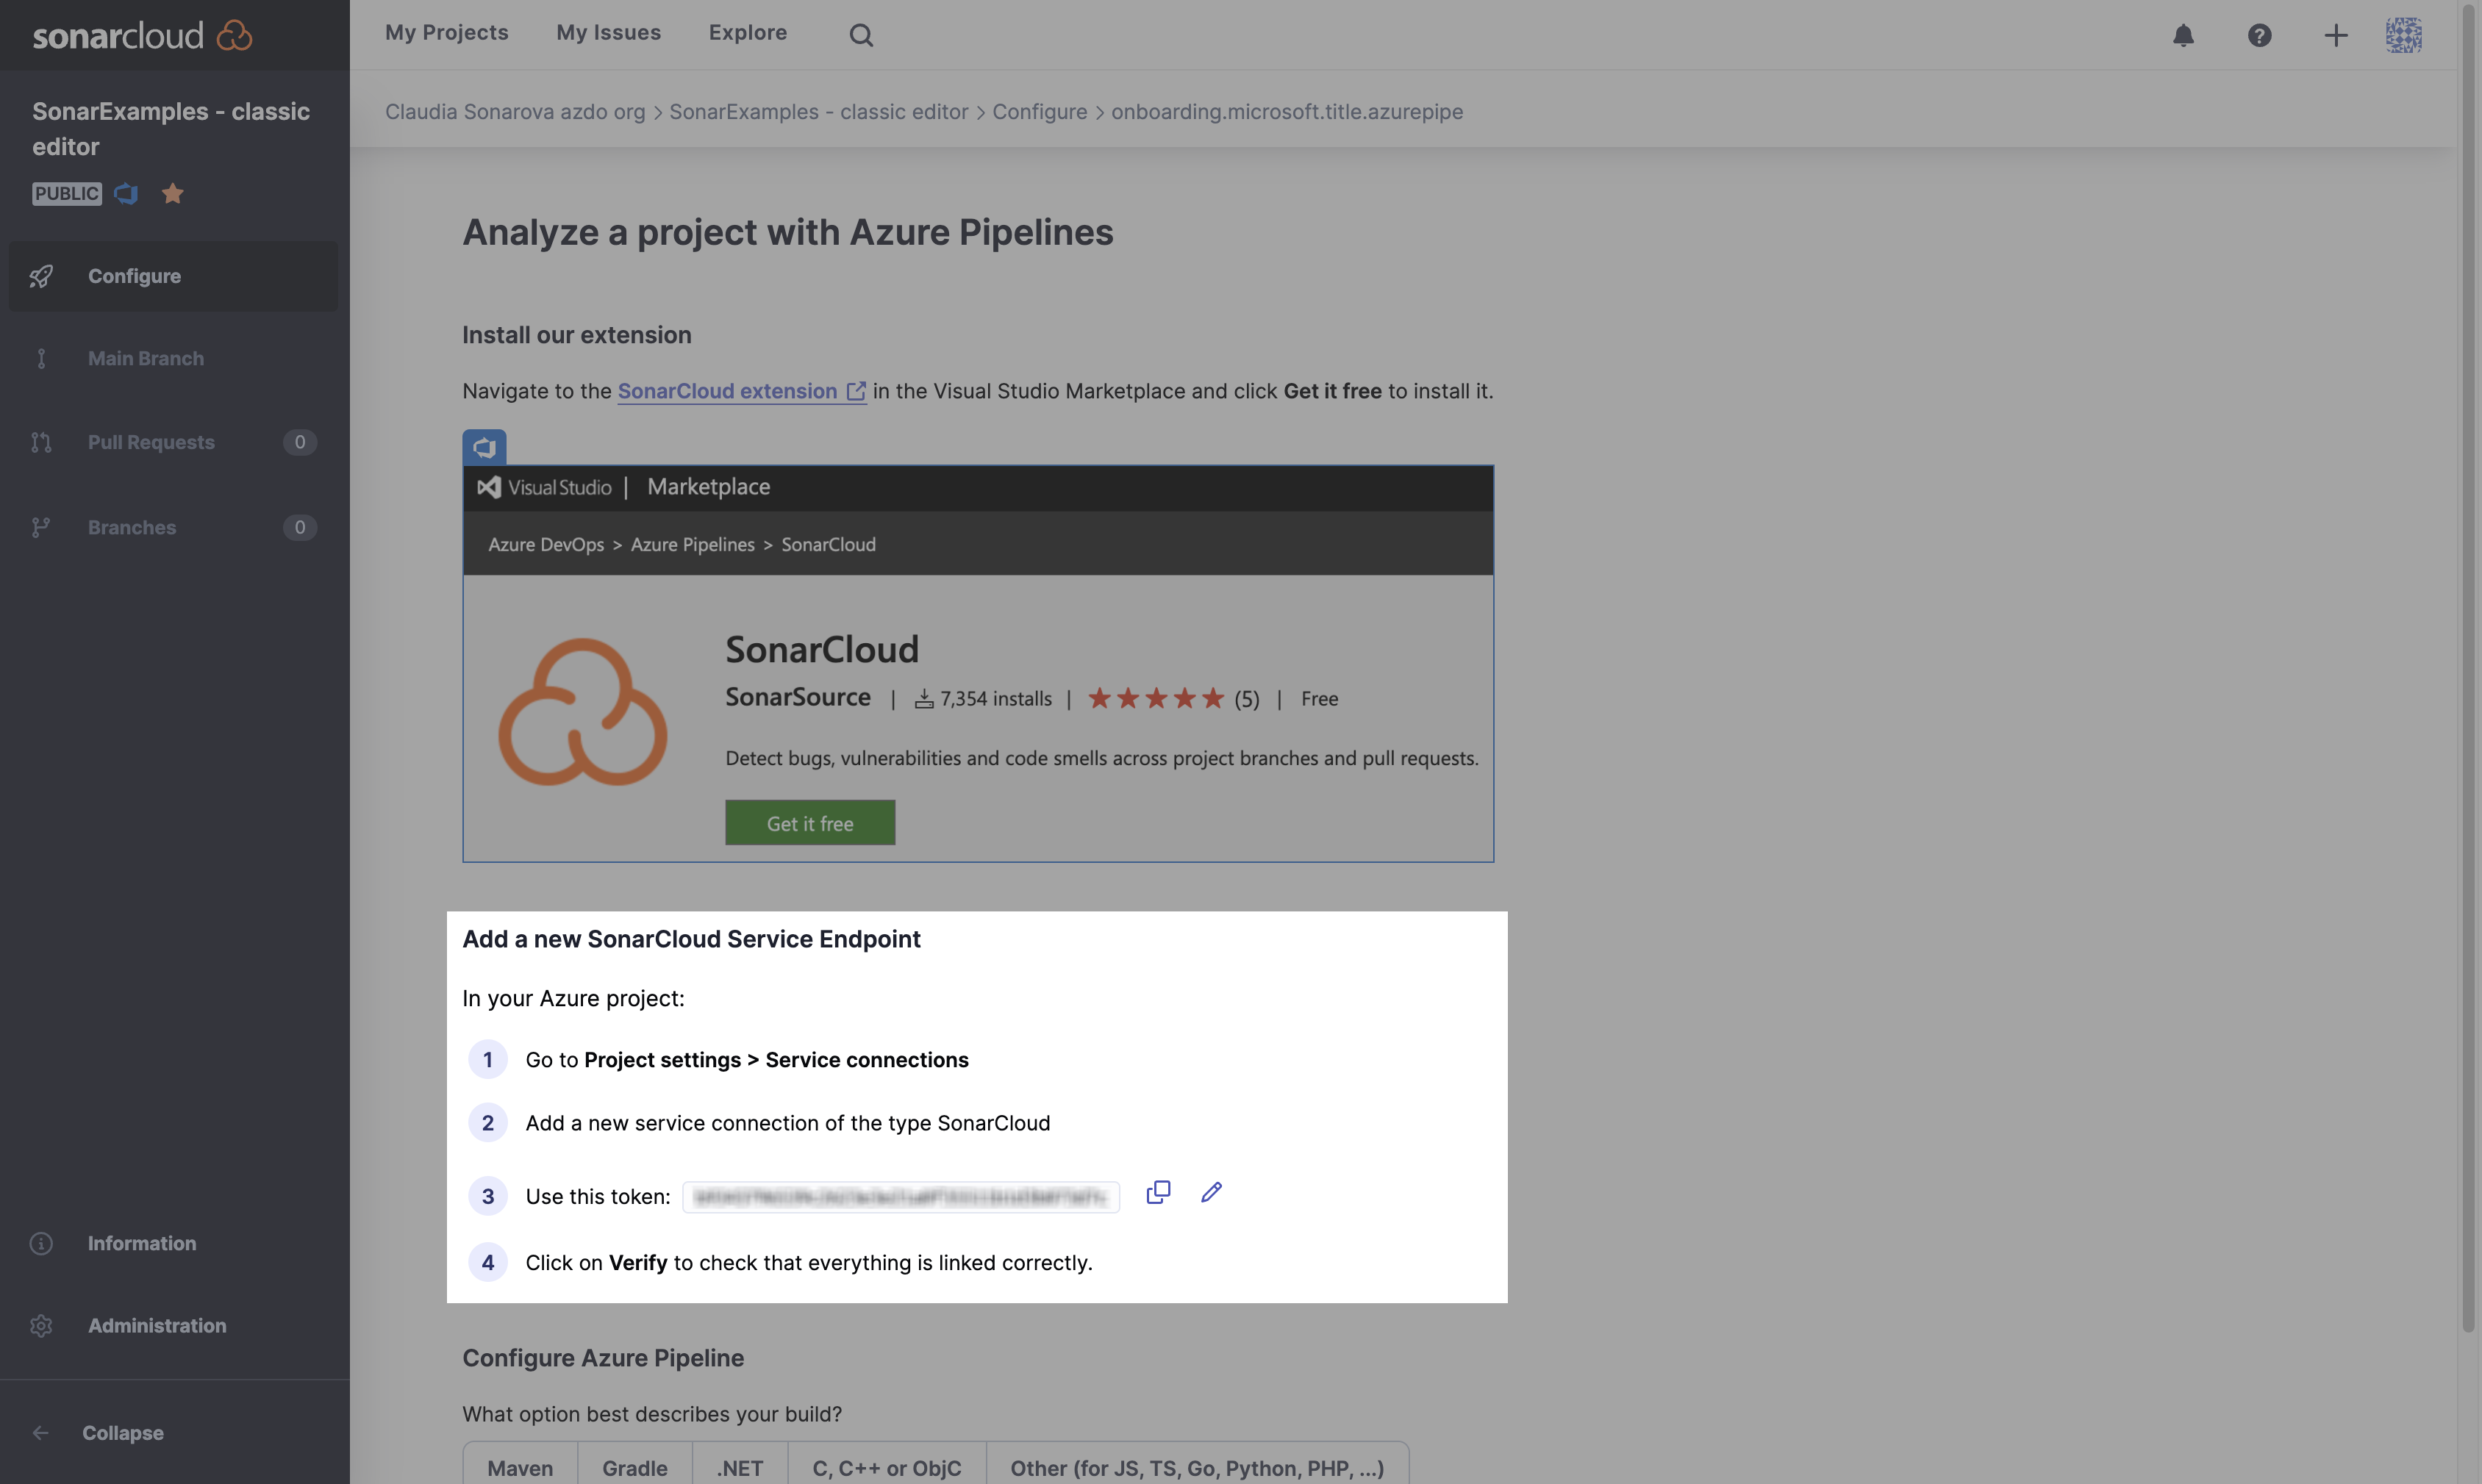 sonarcloud
My Projects My Issues Explore
SonarExamples - classic editor
PUBLIC
Configure
Main Branch
Pull Requests 0
Branches 0
Information
Administration
Collapse
Claudia Sonarova azdo org > SonarExamples - classic editor > Configure > onboarding.microsoft.title.azurepipe
Analyze a project with Azure Pipelines
Install our extension
Navigate to the SonarCloud extension in the Visual Studio Marketplace and click Get it free to install it.
Visual Studio | Marketplace
Azure DevOps > Azure Pipelines > SonarCloud
SonarCloud
SonarSource | 7,354 installs | ★★★★★ (5) | Free
Detect bugs, vulnerabilities and code smells across project branches and pull requests.
Get it free
Add a new SonarCloud Service Endpoint
In your Azure project:
1 Go to Project settings > Service connections
2 Add a new service connection of the type SonarCloud
3 Use this token:
4 Click on Verify to check that everything is linked correctly.
Configure Azure Pipeline
What option best describes your build?
Maven Gradle .NET C, C++ or ObjC Other (for JS, TS, Go, Python, PHP, ...)